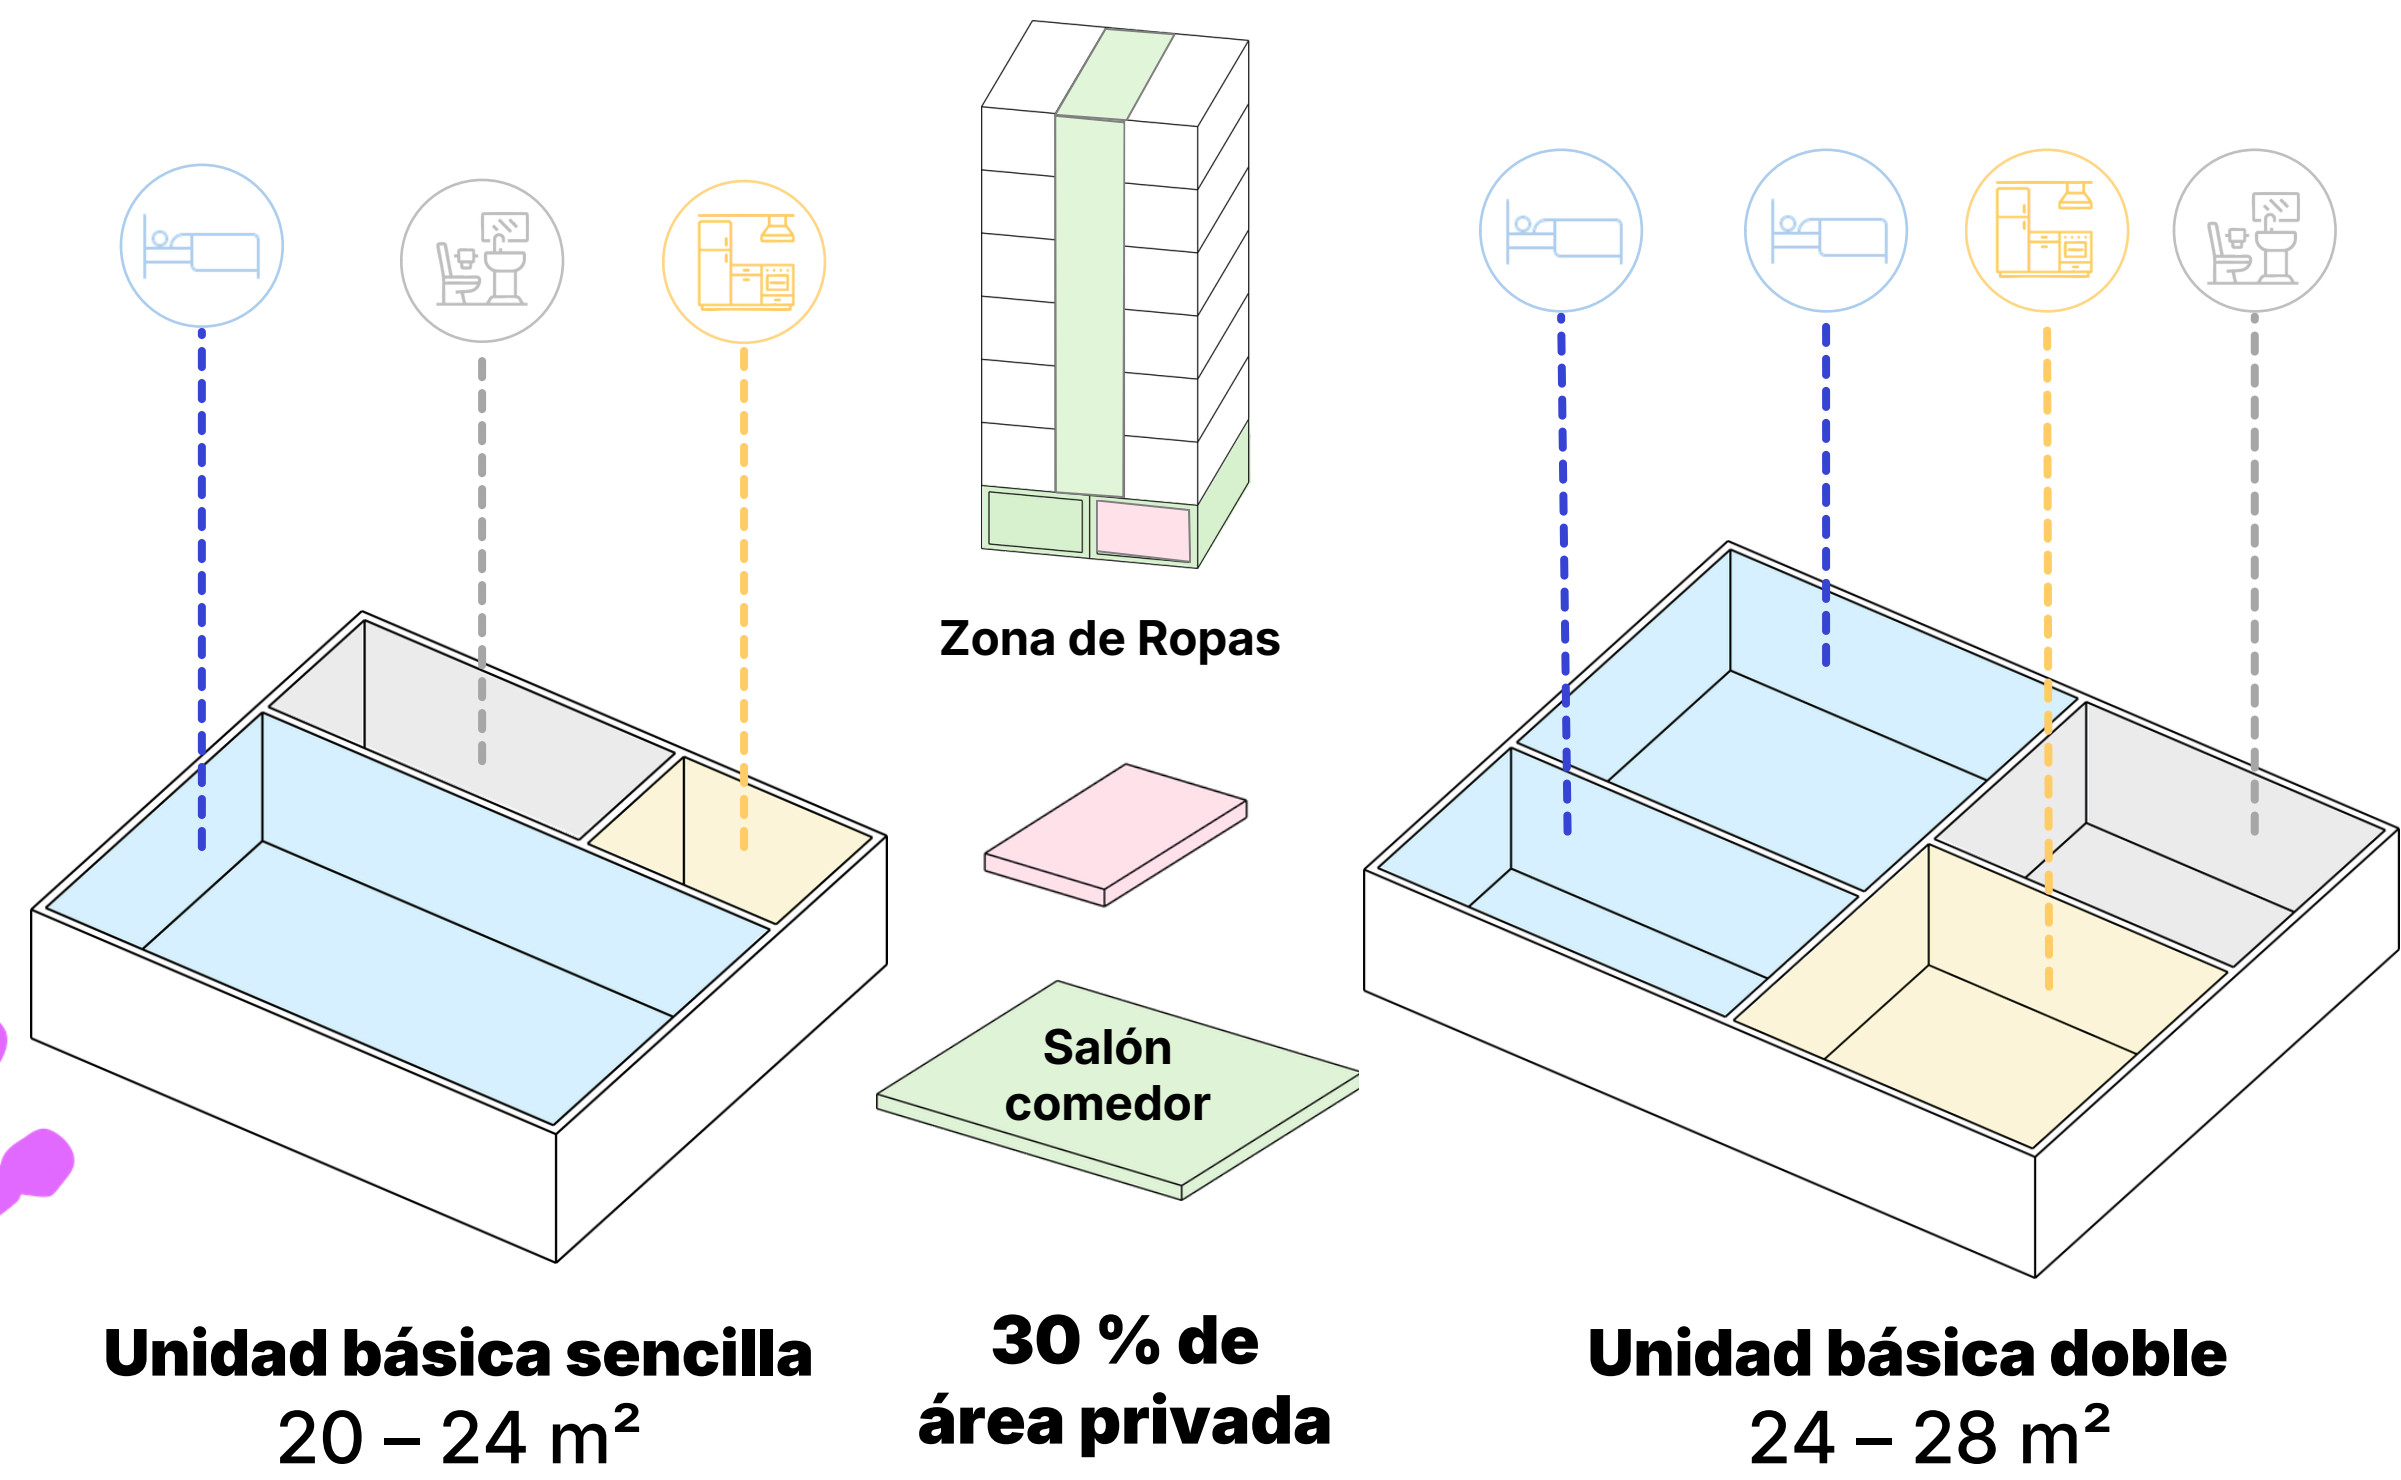 Zona de Ropas
Salón
comedor
Unidad básica sencilla
20 – 24 m²
30 % de
área privada
Unidad básica doble
24 – 28 m²